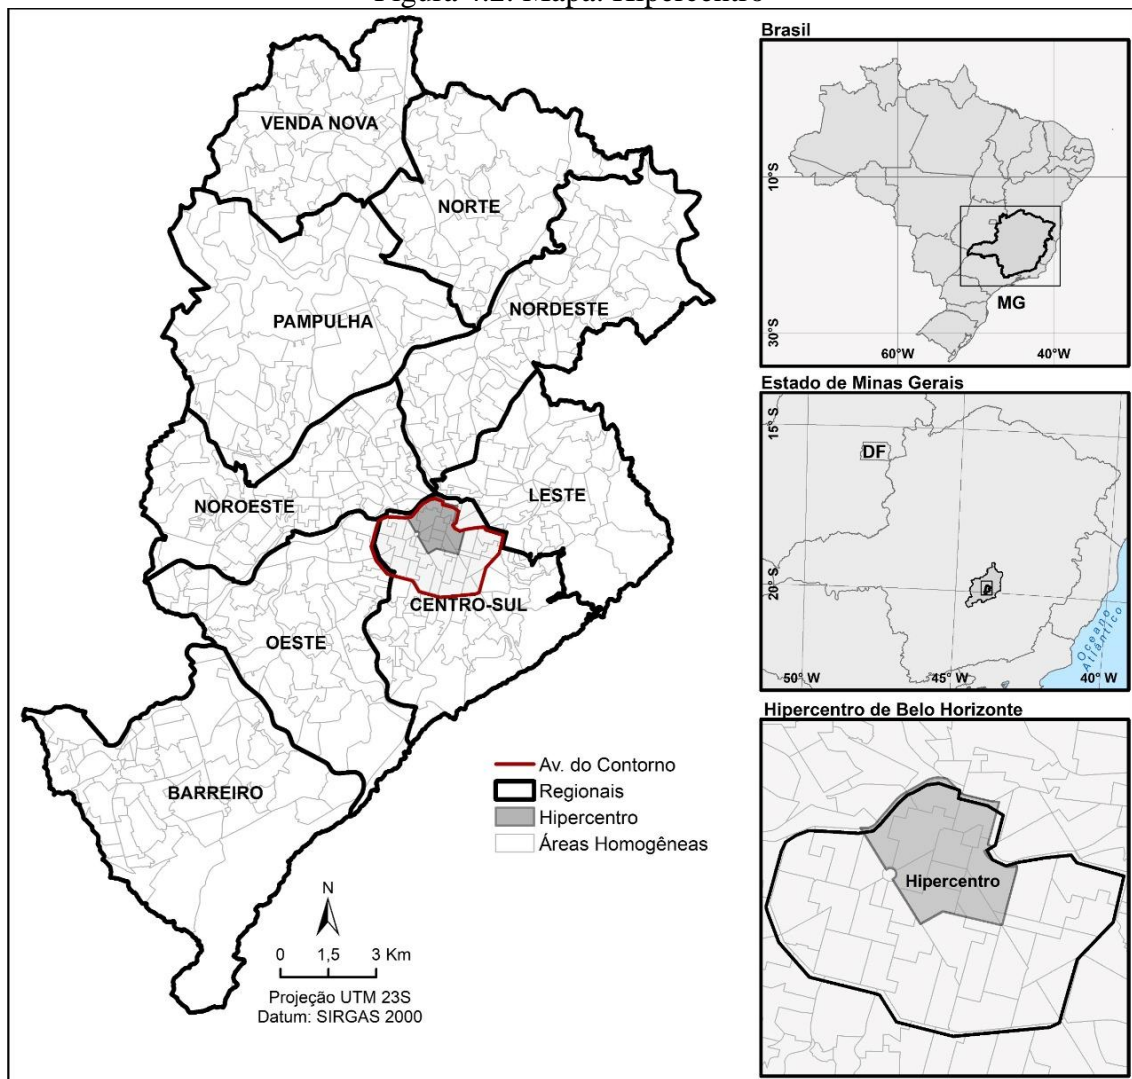 Figura 4.2: Mapa: Hipercentro
VENDA NOVA
NORTE
NORDESTE
PAMPULHA
NOROESTE
LESTE
CENTRO-SUL
OESTE
BARREIRO
Av. do Contorno
Regionais
Hipercentro
Áreas Homogêneas
N
0 1,5 3 Km
Projeção UTM 23S
Datum: SIRGAS 2000
Brasil
10°S
MG
30°S
60°W 40°W
Estado de Minas Gerais
15°S
DF
20°S
Oceano
Atlântico
50° W 45° W 40° W
Hipercentro de Belo Horizonte
Hipercentro